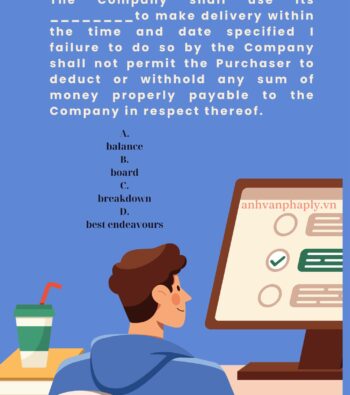 The Company shall use its
________to make delivery within
the time and date specified I
failure to do so by the Company
shall not permit the Purchaser to
deduct or withhold any sum of
money properly payable to the
Company in respect thereof.
A.
balance
B.
board
C.
breakdown
D.
best endeavours
anhvanphaply.vn